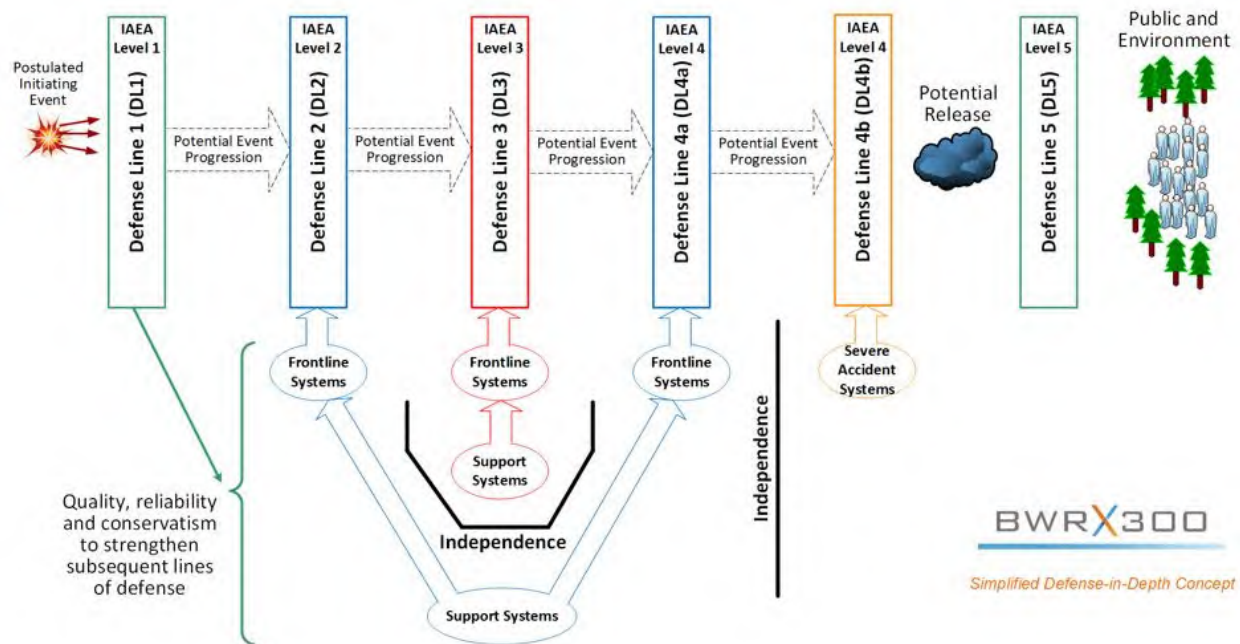 IAEA
Level 1
Defense Line 1 (DL1)
IAEA
Level 2
Defense Line 2 (DL2)
IAEA
Level 3
Defense Line 3 (DL3)
IAEA
Level 4
Defense Line 4a (DL4a)
IAEA
Level 4
Defense Line 4b (DL4b)
IAEA
Level 5
Defense Line 5 (DL5)
Public and
Environment
Postulated
Initiating
Event
Potential Event
Progression
Potential Event
Progression
Potential Event
Progression
Potential Event
Progression
Potential
Release
Frontline
Systems
Frontline
Systems
Frontline
Systems
Severe
Accident
Systems
Support
Systems
Independence
Independence
Quality, reliability
and conservatism
to strengthen
subsequent lines
of defense
Support Systems
BWRX300
Simplified Defense-in-Depth Concept